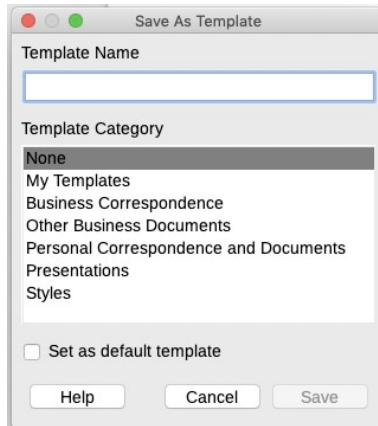 Save As Template
Template Name
Template Category
None
My Templates
Business Correspondence
Other Business Documents
Personal Correspondence and Documents
Presentations
Styles
Set as default template
Help Cancel Save